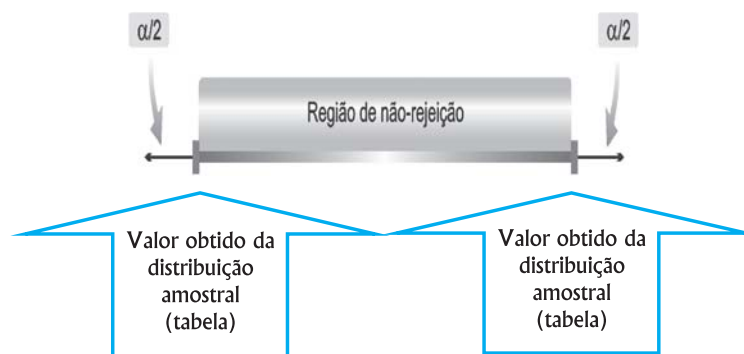 α/2
α/2
Região de não-rejeição
Valor obtido da
distribuição
amostral
(tabela)
Valor obtido da
distribuição
amostral
(tabela)